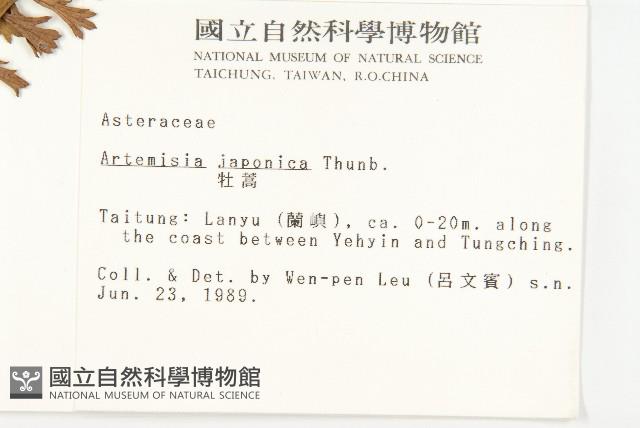 國立自然科學博物館
NATIONAL MUSEUM OF NATURAL SCIENCE
TAICHUNG, TAIWAN, R.O.CHINA
Asteraceae
Artemisia japonica Thunb.
牡蒿
Taitung: Lanyu (蘭嶼), ca. 0-20m. along
the coast between Yehyin and Tungching.
Coll. & Det. by Wen-pen Leu (呂文賓) s.n.
Jun. 23, 1989.
國立自然科學博物館
NATIONAL MUSEUM OF NATURAL SCIENCE